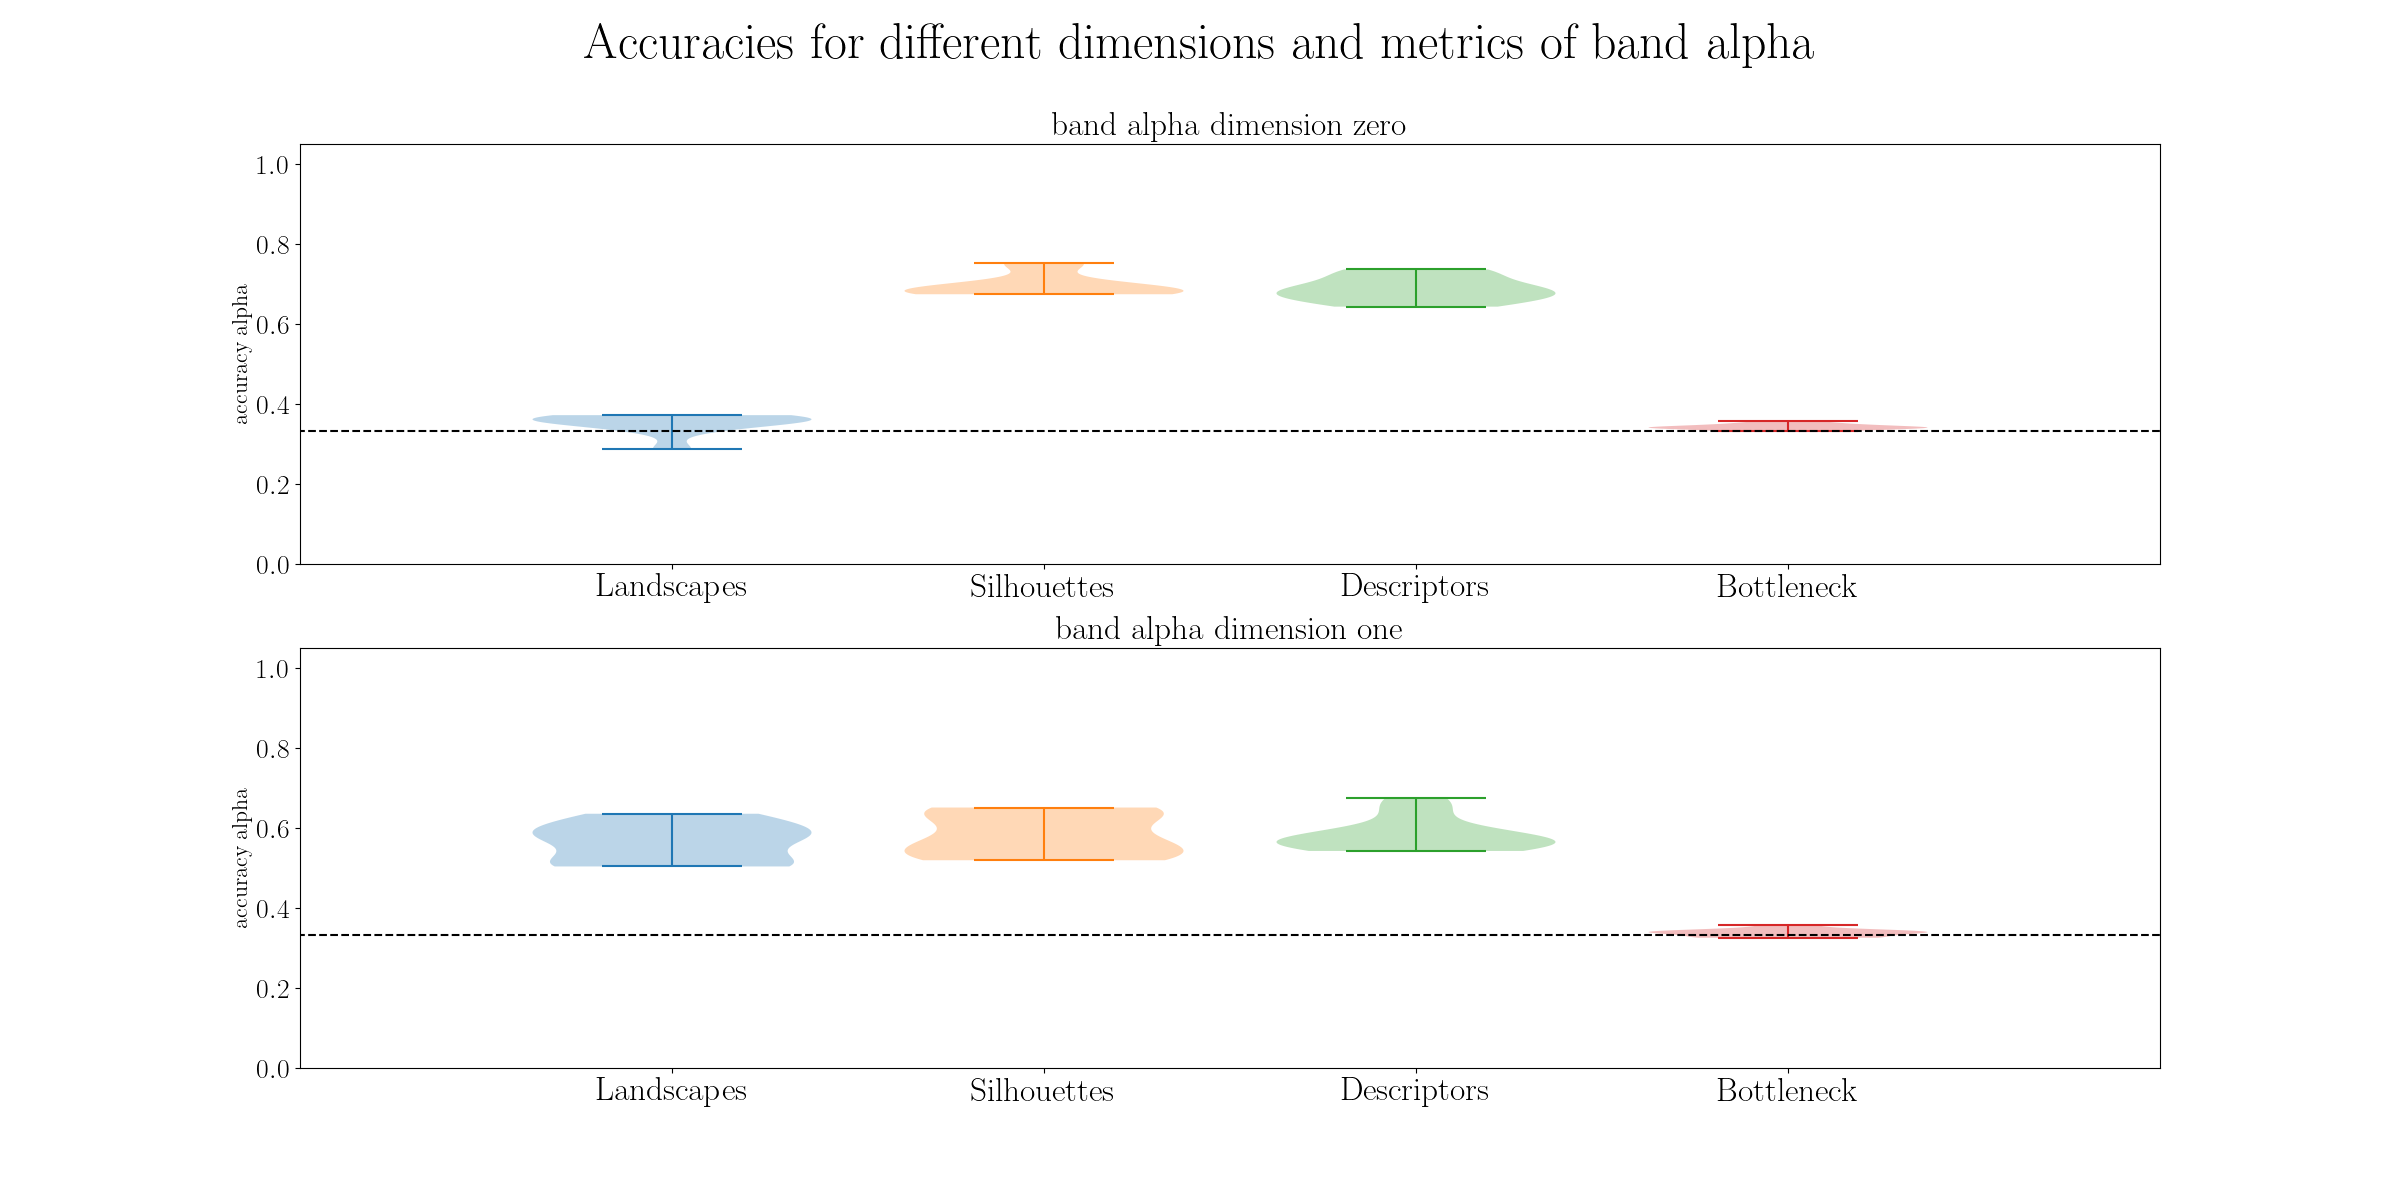 Accuracies for different dimensions and metrics of band alpha
band alpha dimension zero
accuracy alpha
1.0
0.8
0.6
0.4
0.2
0.0
Landscapes Silhouettes Descriptors Bottleneck
band alpha dimension one
accuracy alpha
1.0
0.8
0.6
0.4
0.2
0.0
Landscapes Silhouettes Descriptors Bottleneck